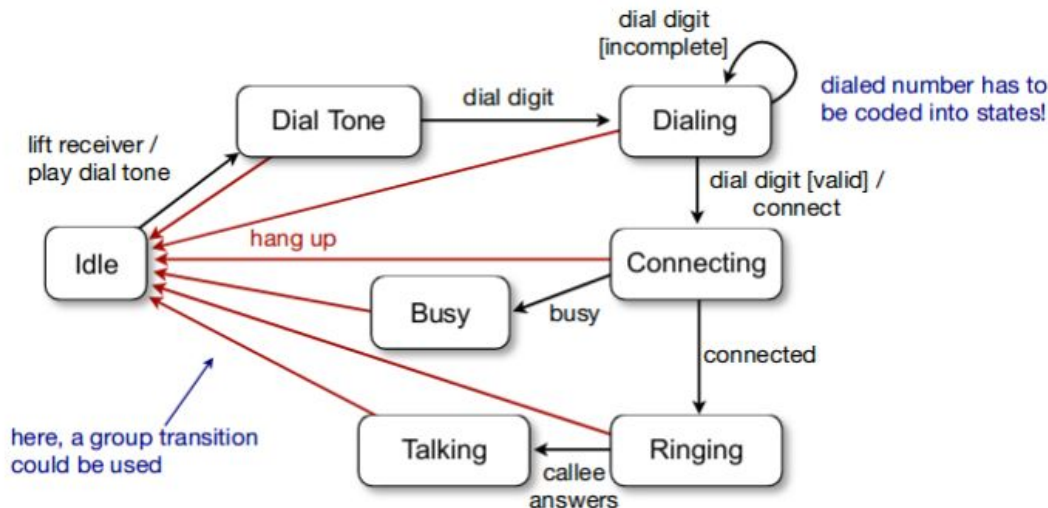 dial digit
[incomplete]
dialed number has to
be coded into states!
Dial Tone
dial digit
Dialing
lift receiver /
play dial tone
dial digit [valid] /
connect
hang up
Idle
Connecting
Busy
busy
connected
here, a group transition
could be used
Talking
callee
answers
Ringing